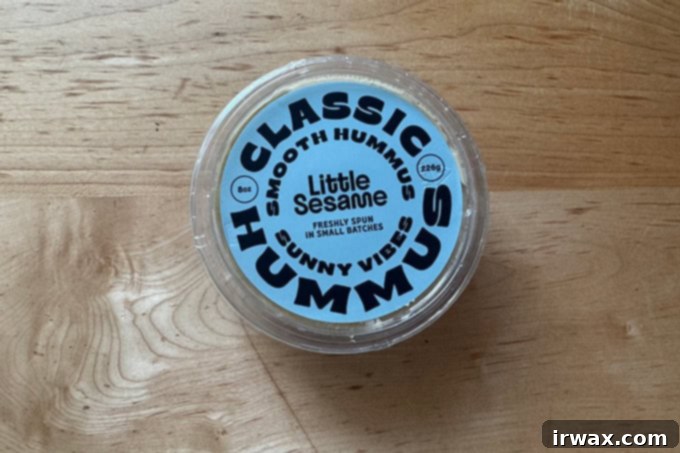 CLASSIC
SMOOTH HUMMUS
8oz
226g
Little
Sesame
FRESHLY SPUN
IN SMALL BATCHES
SUNNY VIBES
HUMMUS
irwax.com